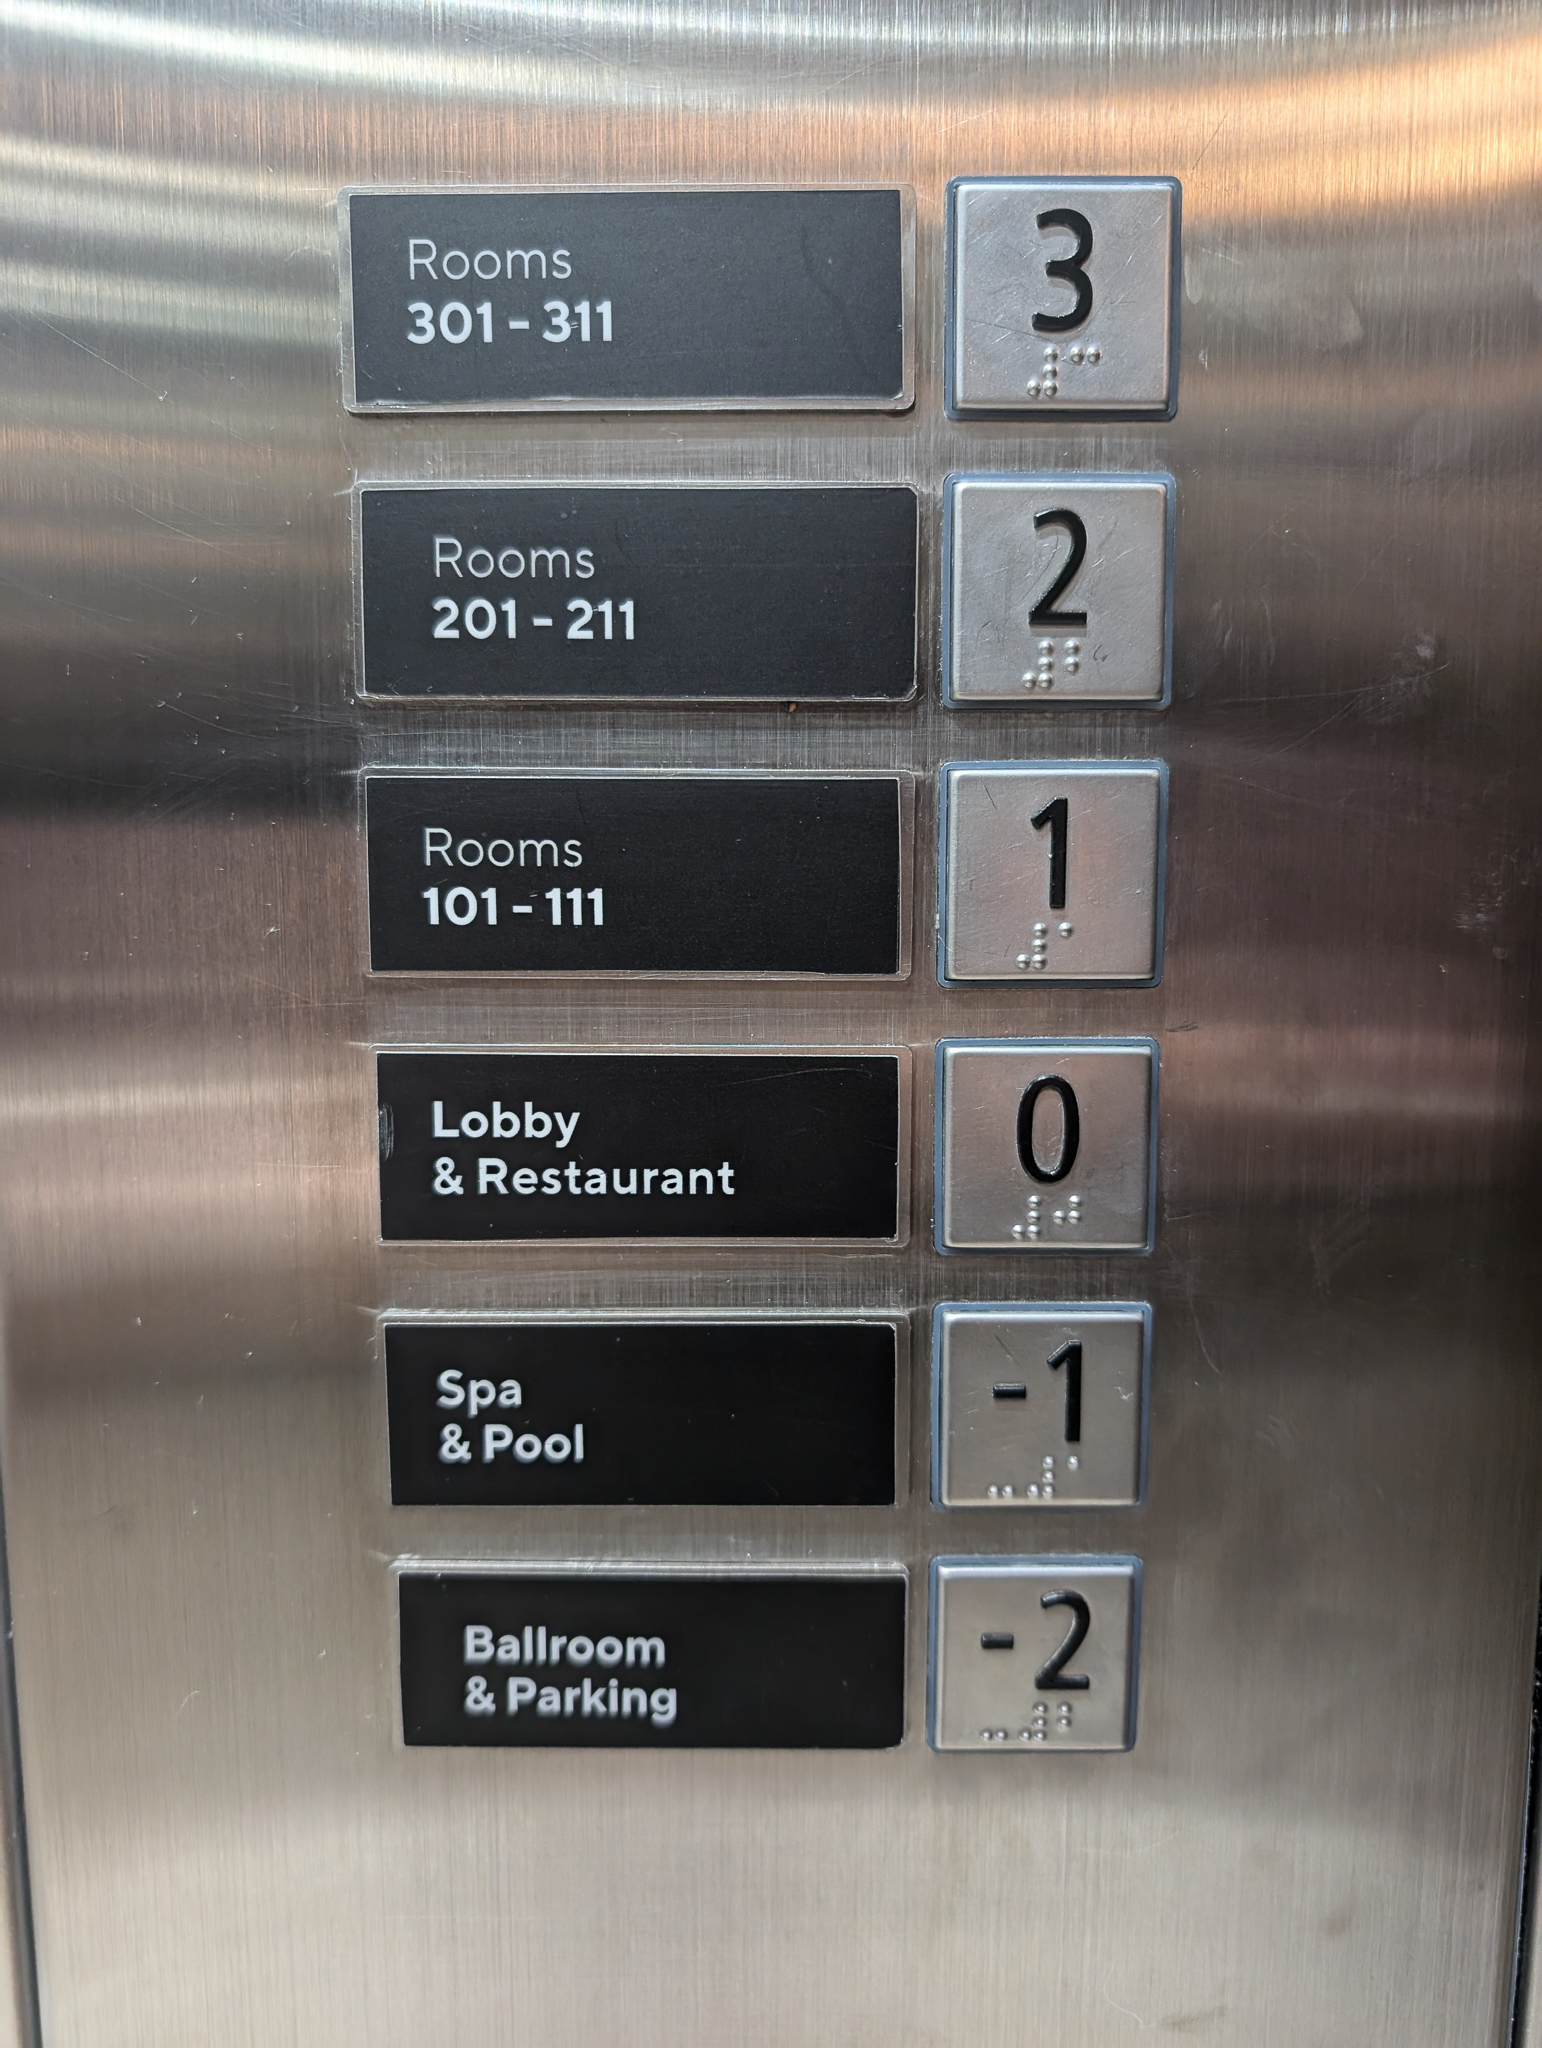 Rooms
301 - 311
3
⠼⠉
Rooms
201 - 211
2
⠼⠃
Rooms
101 - 111
1
⠼⠁
Lobby
& Restaurant
0
⠼⠚
Spa
& Pool
-1
⠤⠼⠁
Ballroom
& Parking
-2
⠤⠼⠃